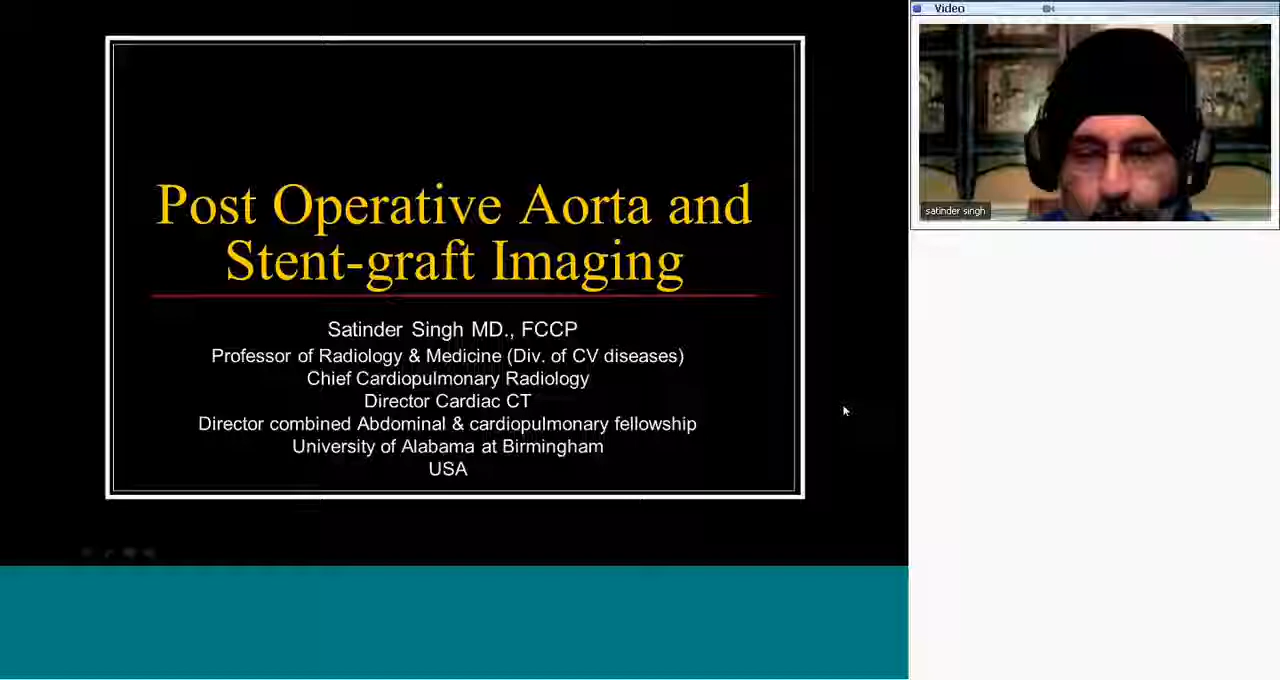 Post Operative Aorta and
Stent-graft Imaging
Satinder Singh MD., FCCP
Professor of Radiology & Medicine (Div. of CV diseases)
Chief Cardiopulmonary Radiology
Director Cardiac CT
Director combined Abdominal & cardiopulmonary fellowship
University of Alabama at Birmingham
USA
Video
satinder singh